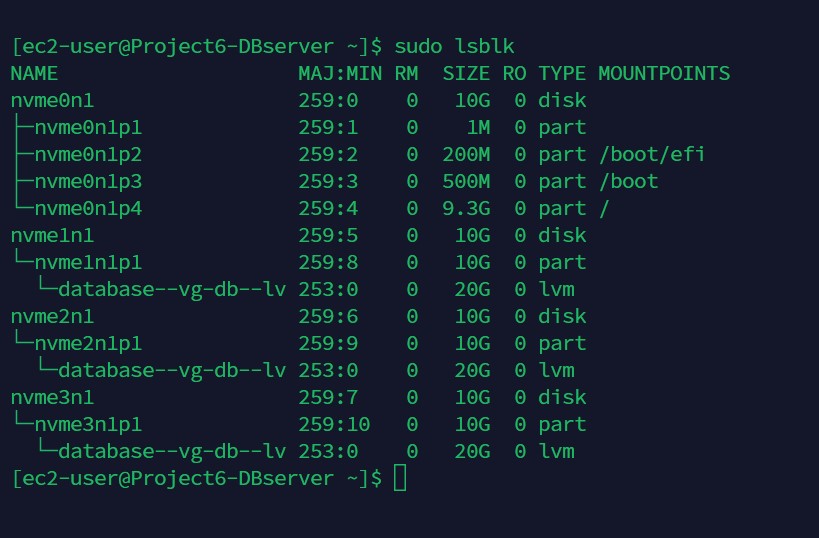 [ec2-user@Project6-DBserver ~]$ sudo lsblk
NAME                    MAJ:MIN RM  SIZE RO TYPE MOUNTPOINTS
nvme0n1                 259:0    0   10G  0 disk
├─nvme0n1p1             259:1    0    1M  0 part
├─nvme0n1p2             259:2    0  200M  0 part /boot/efi
├─nvme0n1p3             259:3    0  500M  0 part /boot
└─nvme0n1p4             259:4    0  9.3G  0 part /
nvme1n1                 259:5    0   10G  0 disk
└─nvme1n1p1             259:8    0   10G  0 part
  └─database--vg-db--lv 253:0    0   20G  0 lvm
nvme2n1                 259:6    0   10G  0 disk
└─nvme2n1p1             259:9    0   10G  0 part
  └─database--vg-db--lv 253:0    0   20G  0 lvm
nvme3n1                 259:7    0   10G  0 disk
└─nvme3n1p1             259:10   0   10G  0 part
  └─database--vg-db--lv 253:0    0   20G  0 lvm
[ec2-user@Project6-DBserver ~]$